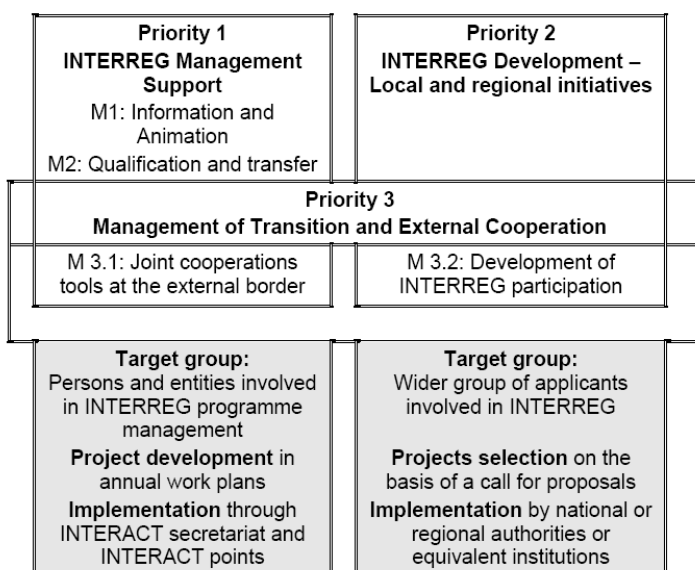 Priority 1
INTERREG Management
Support
M1: Information and
Animation
M2: Qualification and transfer
Priority 2
INTERREG Development –
Local and regional initiatives
Priority 3
Management of Transition and External Cooperation
M 3.1: Joint cooperations
tools at the external border
M 3.2: Development of
INTERREG participation
Target group:
Persons and entities involved
in INTERREG programme
management
Project development in
annual work plans
Implementation through
INTERACT secretariat and
INTERACT points
Target group:
Wider group of applicants
involved in INTERREG
Projects selection on the
basis of a call for proposals
Implementation by national or
regional authorities or
equivalent institutions